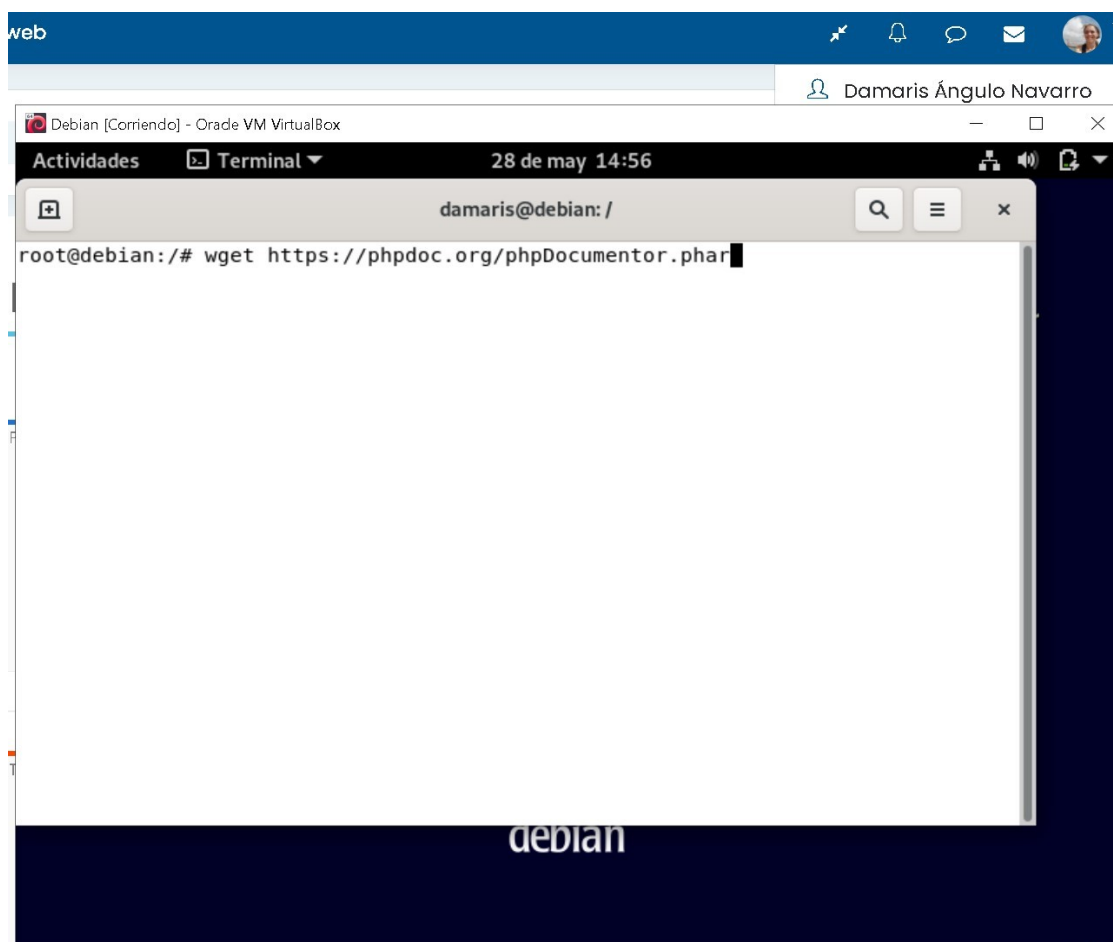 web
Damaris Ángulo Navarro
Debian [Corriendo] - Oracle VM VirtualBox
Actividades Terminal 28 de may 14:56
damaris@debian: /
root@debian:/# wget https://phpdoc.org/phpDocumentor.phar
debian